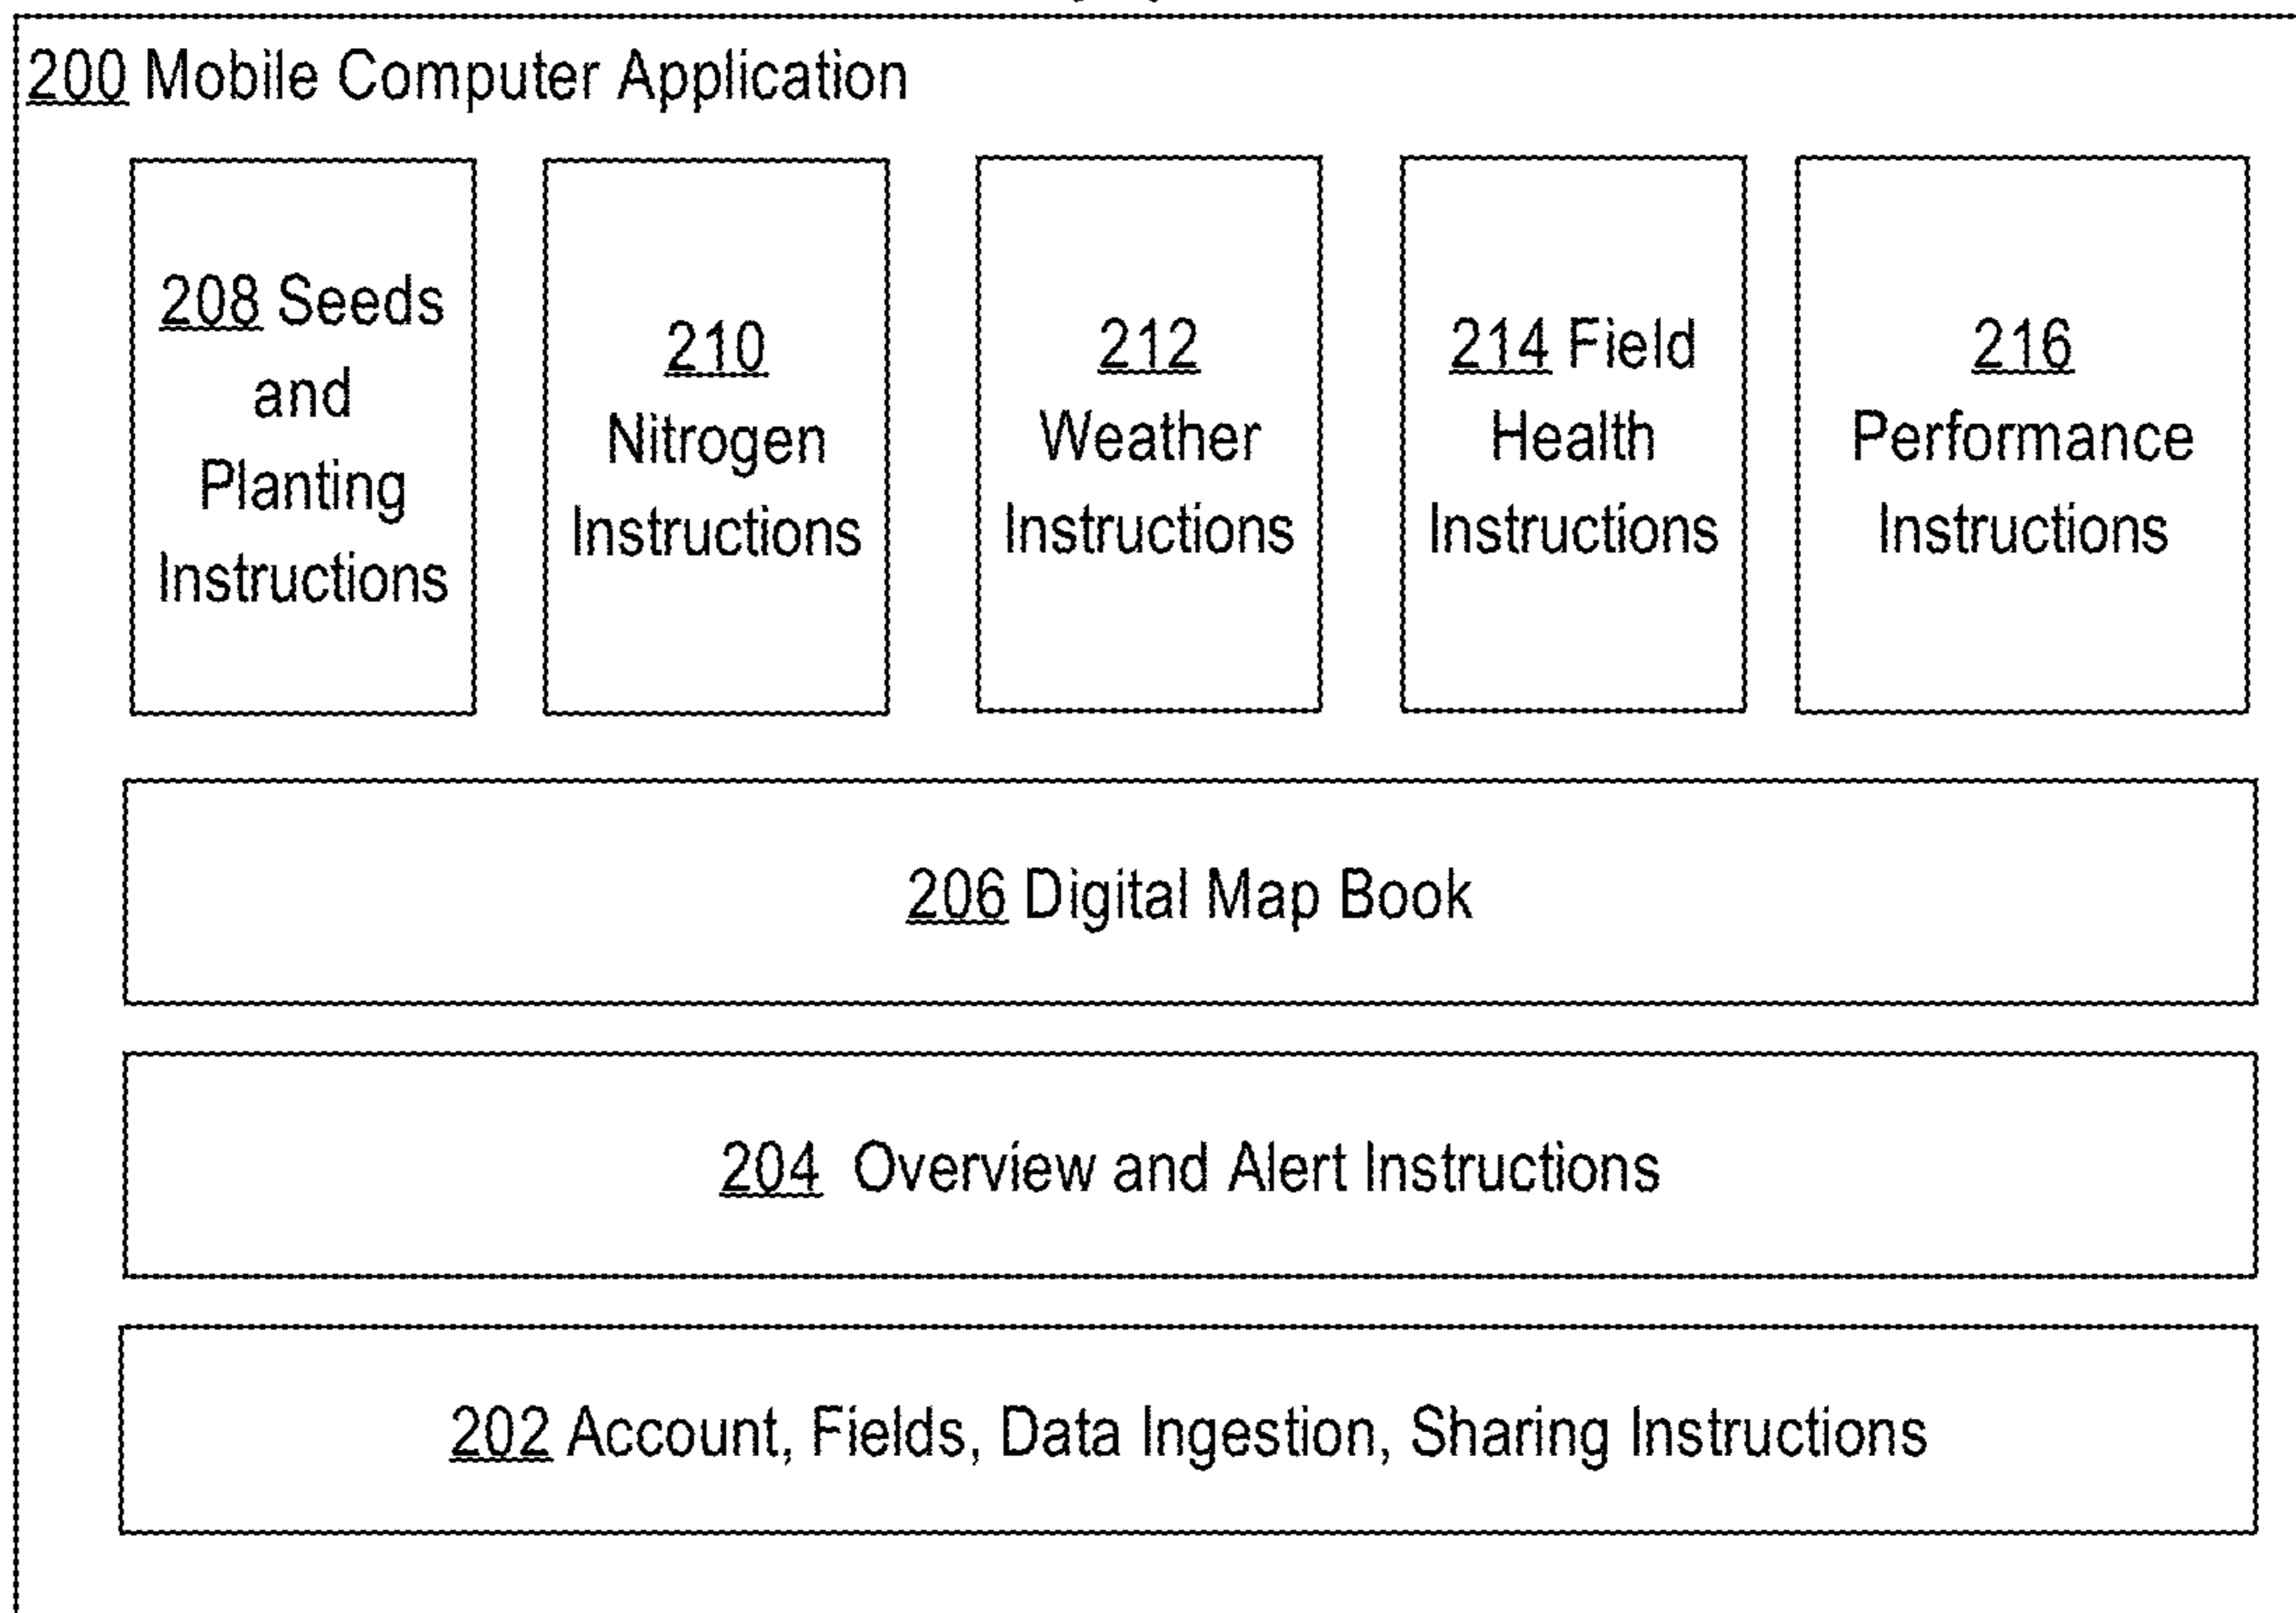 200 Mobile Computer Application
208 Seeds
and
Planting
Instructions
210
Nitrogen
Instructions
212
Weather
Instructions
214 Field
Health
Instructions
216
Performance
Instructions
206 Digital Map Book
204 Overview and Alert Instructions
202 Account, Fields, Data Ingestion, Sharing Instructions